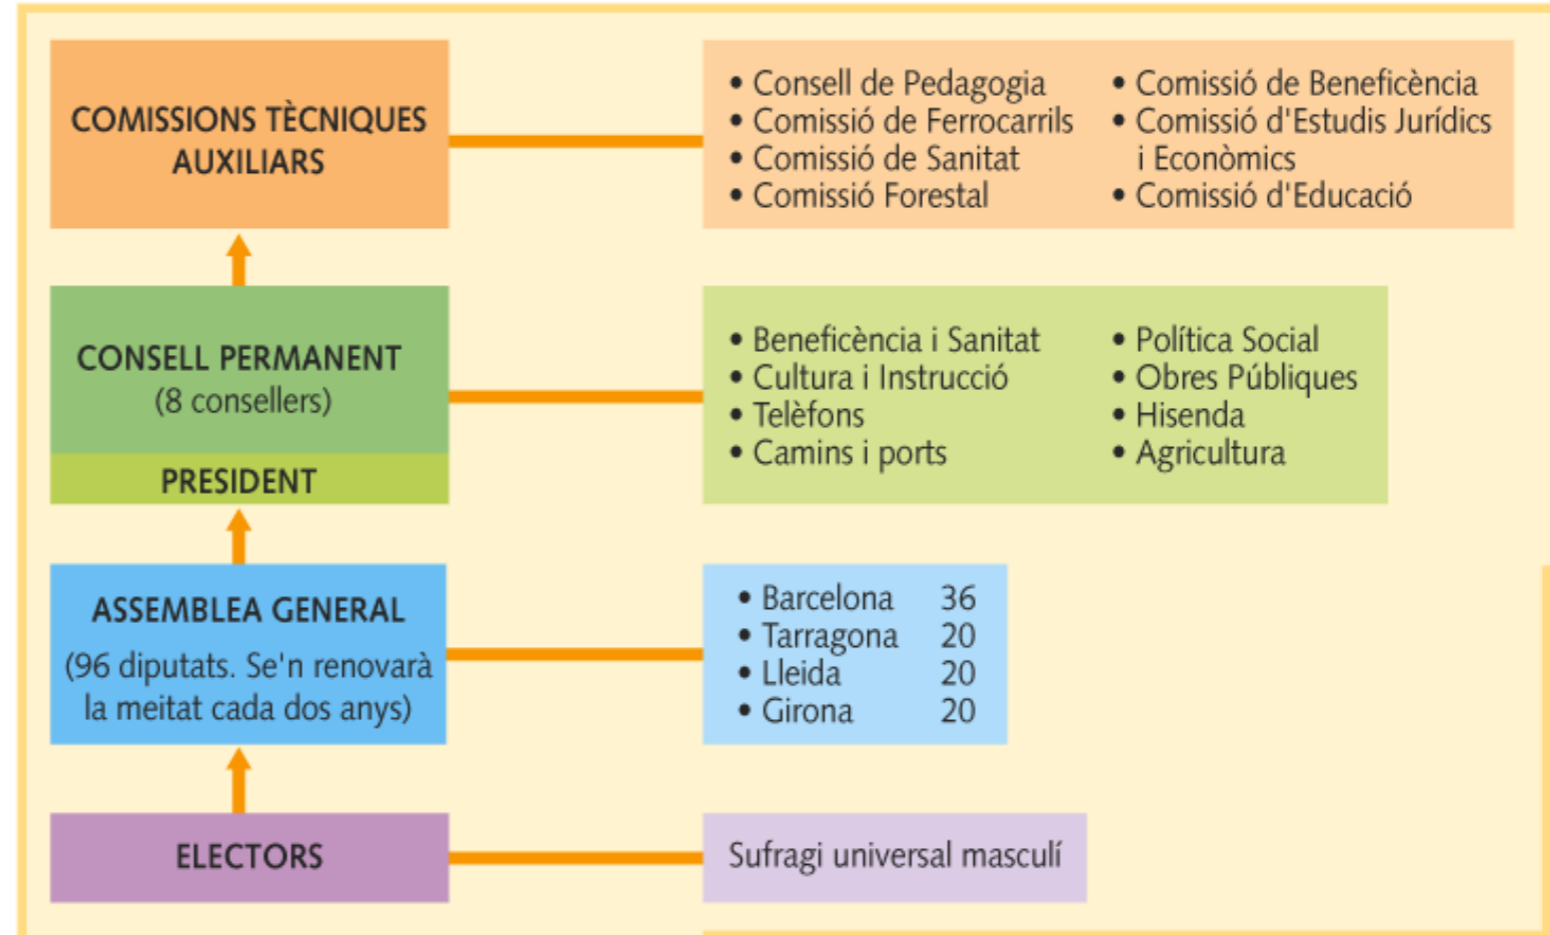 COMISSIONS TÈCNIQUES
AUXILIARS
• Consell de Pedagogia
• Comissió de Ferrocarrils
• Comissió de Sanitat
• Comissió Forestal
• Comissió de Beneficència
• Comissió d'Estudis Jurídics
i Econòmics
• Comissió d'Educació
CONSELL PERMANENT
(8 consellers)
PRESIDENT
• Beneficència i Sanitat
• Cultura i Instrucció
• Telèfons
• Camins i ports
• Política Social
• Obres Públiques
• Hisenda
• Agricultura
ASSEMBLEA GENERAL
(96 diputats. Se'n renovarà
la meitat cada dos anys)
• Barcelona 36
• Tarragona 20
• Lleida 20
• Girona 20
ELECTORS
Sufragi universal masculí